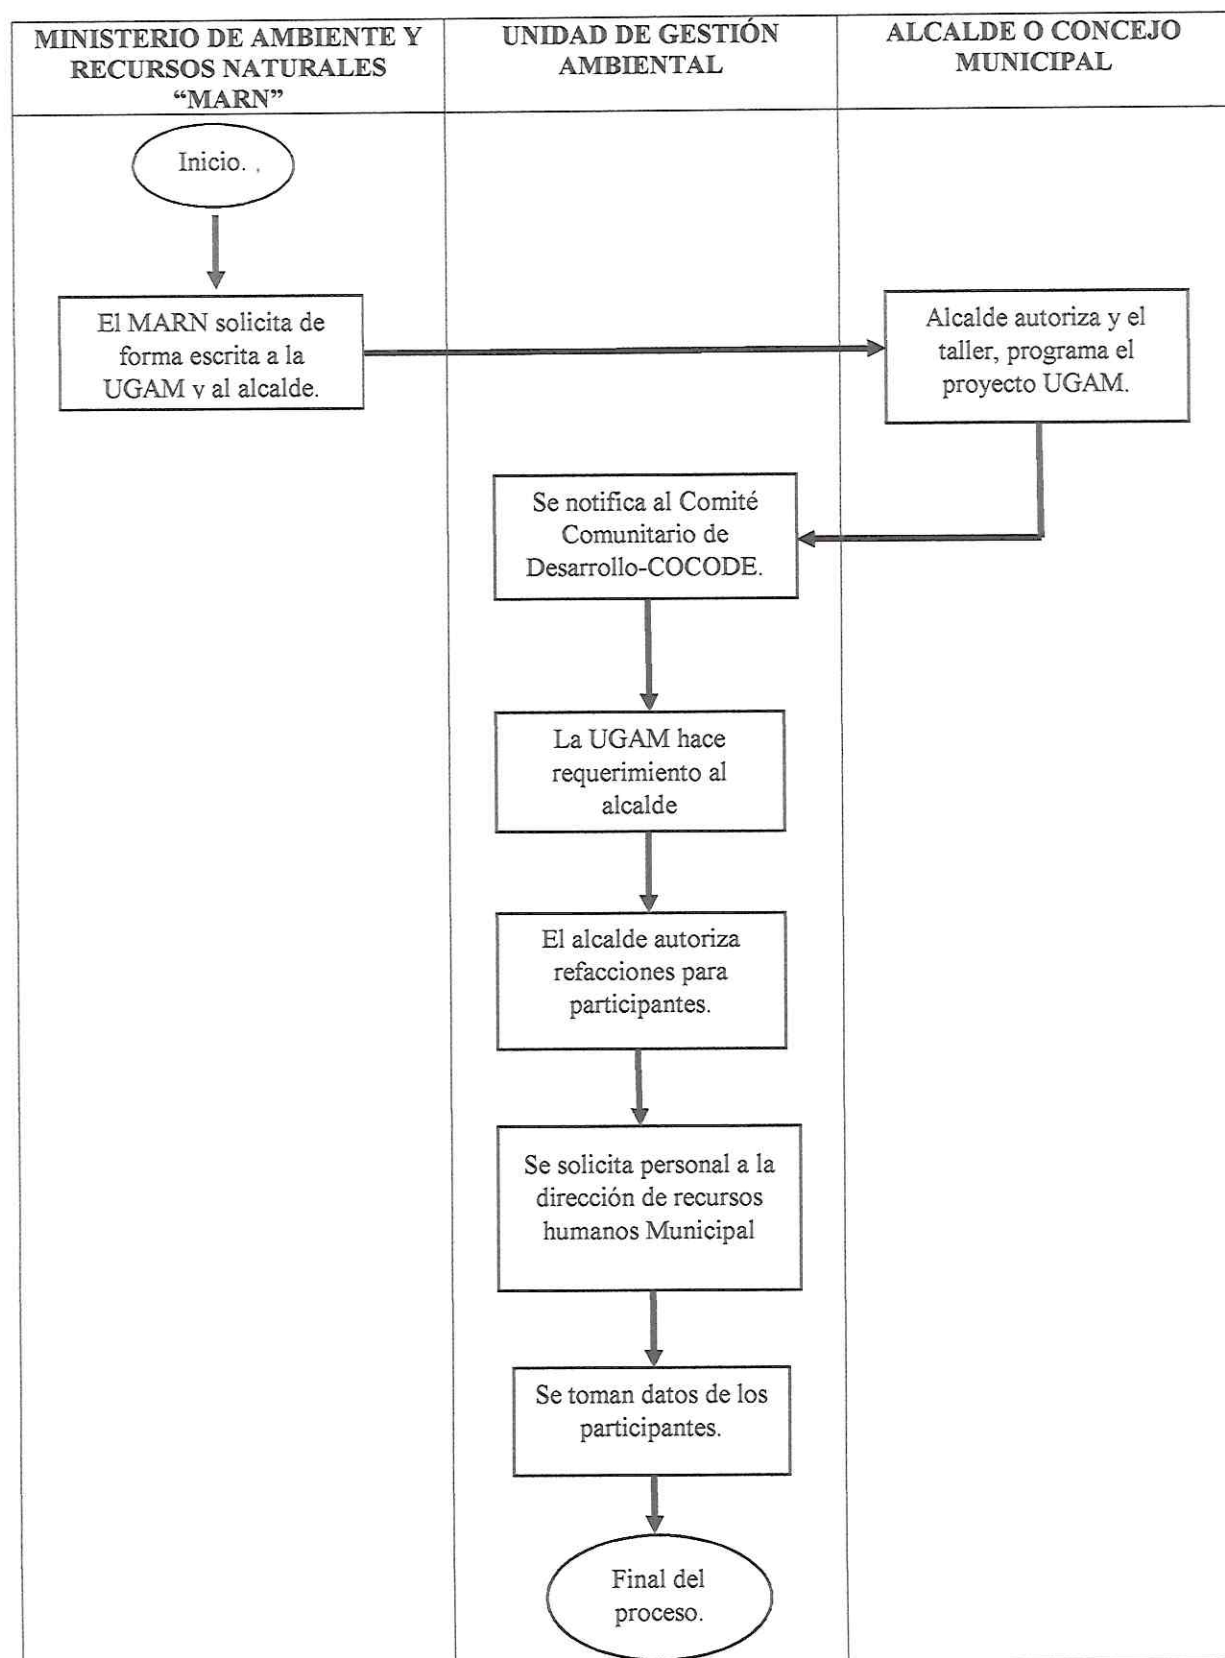 MINISTERIO DE AMBIENTE Y
RECURSOS NATURALES
“MARN”
UNIDAD DE GESTIÓN
AMBIENTAL
ALCALDE O CONCEJO
MUNICIPAL
Inicio.
El MARN solicita de
forma escrita a la
UGAM y al alcalde.
Alcalde autoriza y el
taller, programa el
proyecto UGAM.
Se notifica al Comité
Comunitario de
Desarrollo-COCODE.
La UGAM hace
requerimiento al
alcalde
El alcalde autoriza
refacciones para
participantes.
Se solicita personal a la
dirección de recursos
humanos Municipal
Se toman datos de los
participantes.
Final del
proceso.